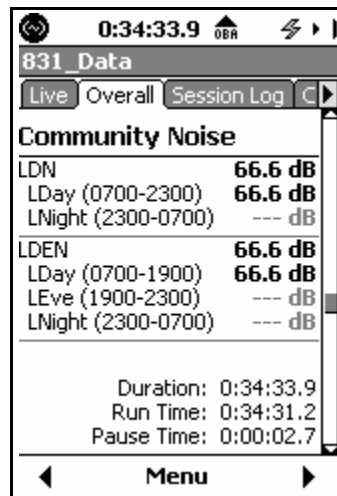 0:34:33.9 OBA
831_Data
Live Overall Session Log C
Community Noise
LDN 66.6 dB
LDay (0700-2300) 66.6 dB
LNight (2300-0700) --- dB
LDEN 66.6 dB
LDay (0700-1900) 66.6 dB
LEve (1900-2300) --- dB
LNight (2300-0700) --- dB
Duration: 0:34:33.9
Run Time: 0:34:31.2
Pause Time: 0:00:02.7
Menu